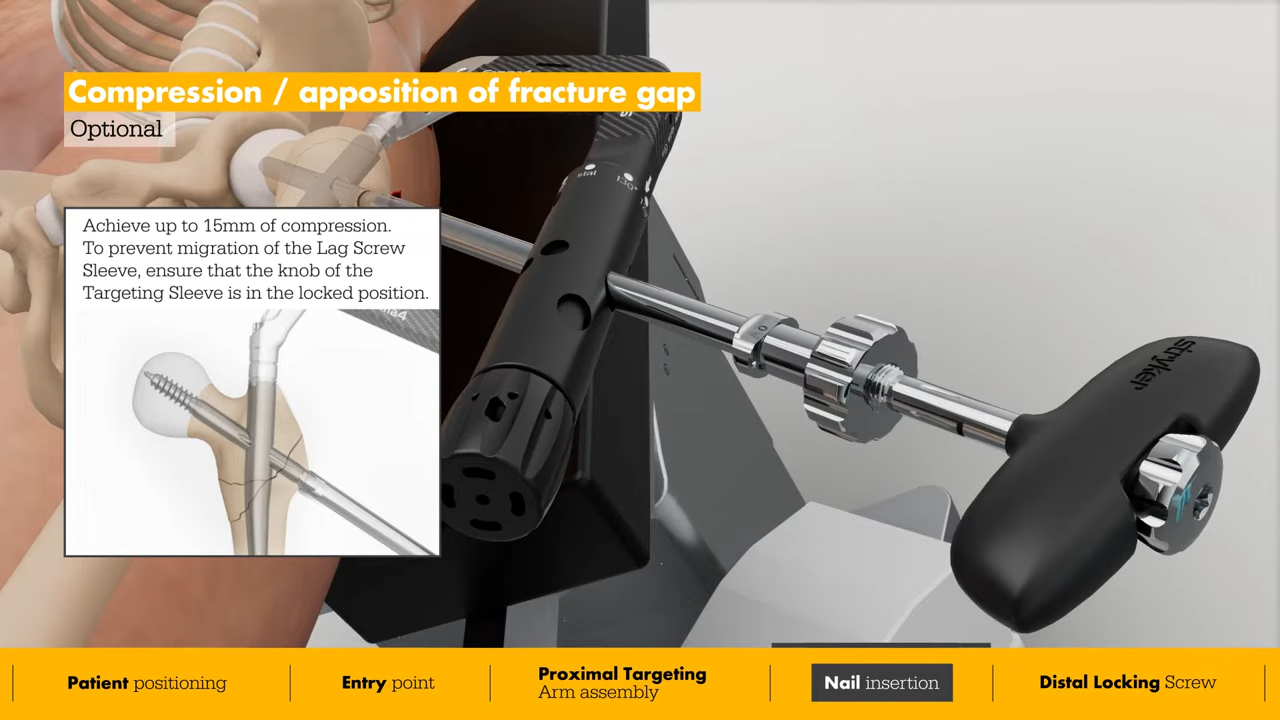 Compression / apposition of fracture gap
Optional
130°
Achieve up to 15mm of compression.
To prevent migration of the Lag Screw
Sleeve, ensure that the knob of the
Targeting Sleeve is in the locked position.
stryker
Patient positioning
Entry point
Proximal Targeting
Arm assembly
Nail insertion
Distal Locking Screw